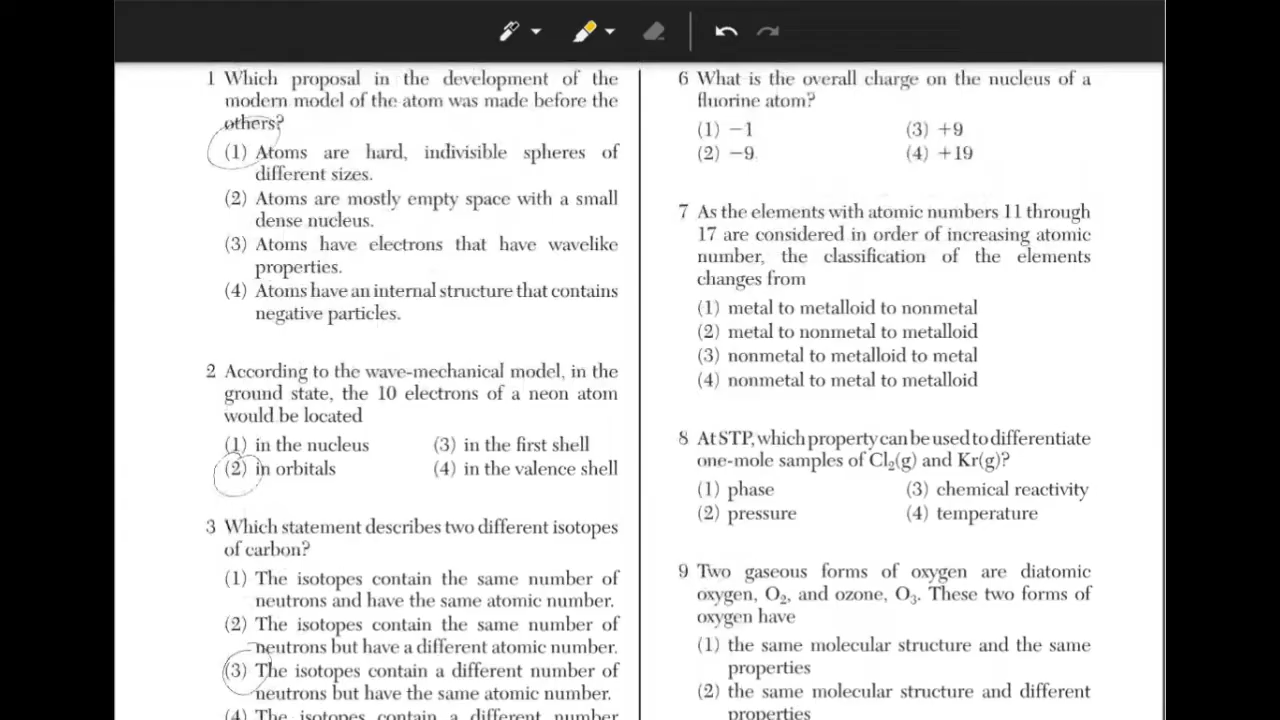 1 Which proposal in the development of the
modern model of the atom was made before the
others?
(1) Atoms are hard, indivisible spheres of
different sizes.
(2) Atoms are mostly empty space with a small
dense nucleus.
(3) Atoms have electrons that have wavelike
properties.
(4) Atoms have an internal structure that contains
negative particles.
2 According to the wave-mechanical model, in the
ground state, the 10 electrons of a neon atom
would be located
(1) in the nucleus (3) in the first shell
(2) in orbitals (4) in the valence shell
3 Which statement describes two different isotopes
of carbon?
(1) The isotopes contain the same number of
neutrons and have the same atomic number.
(2) The isotopes contain the same number of
neutrons but have a different atomic number.
(3) The isotopes contain a different number of
neutrons but have the same atomic number.
(4) The isotopes contain a different number
6 What is the overall charge on the nucleus of a
fluorine atom?
(1) −1 (3) +9
(2) −9 (4) +19
7 As the elements with atomic numbers 11 through
17 are considered in order of increasing atomic
number, the classification of the elements
changes from
(1) metal to metalloid to nonmetal
(2) metal to nonmetal to metalloid
(3) nonmetal to metalloid to metal
(4) nonmetal to metal to metalloid
8 At STP, which property can be used to differentiate
one-mole samples of Cl₂(g) and Kr(g)?
(1) phase (3) chemical reactivity
(2) pressure (4) temperature
9 Two gaseous forms of oxygen are diatomic
oxygen, O₂, and ozone, O₃. These two forms of
oxygen have
(1) the same molecular structure and the same
properties
(2) the same molecular structure and different
properties